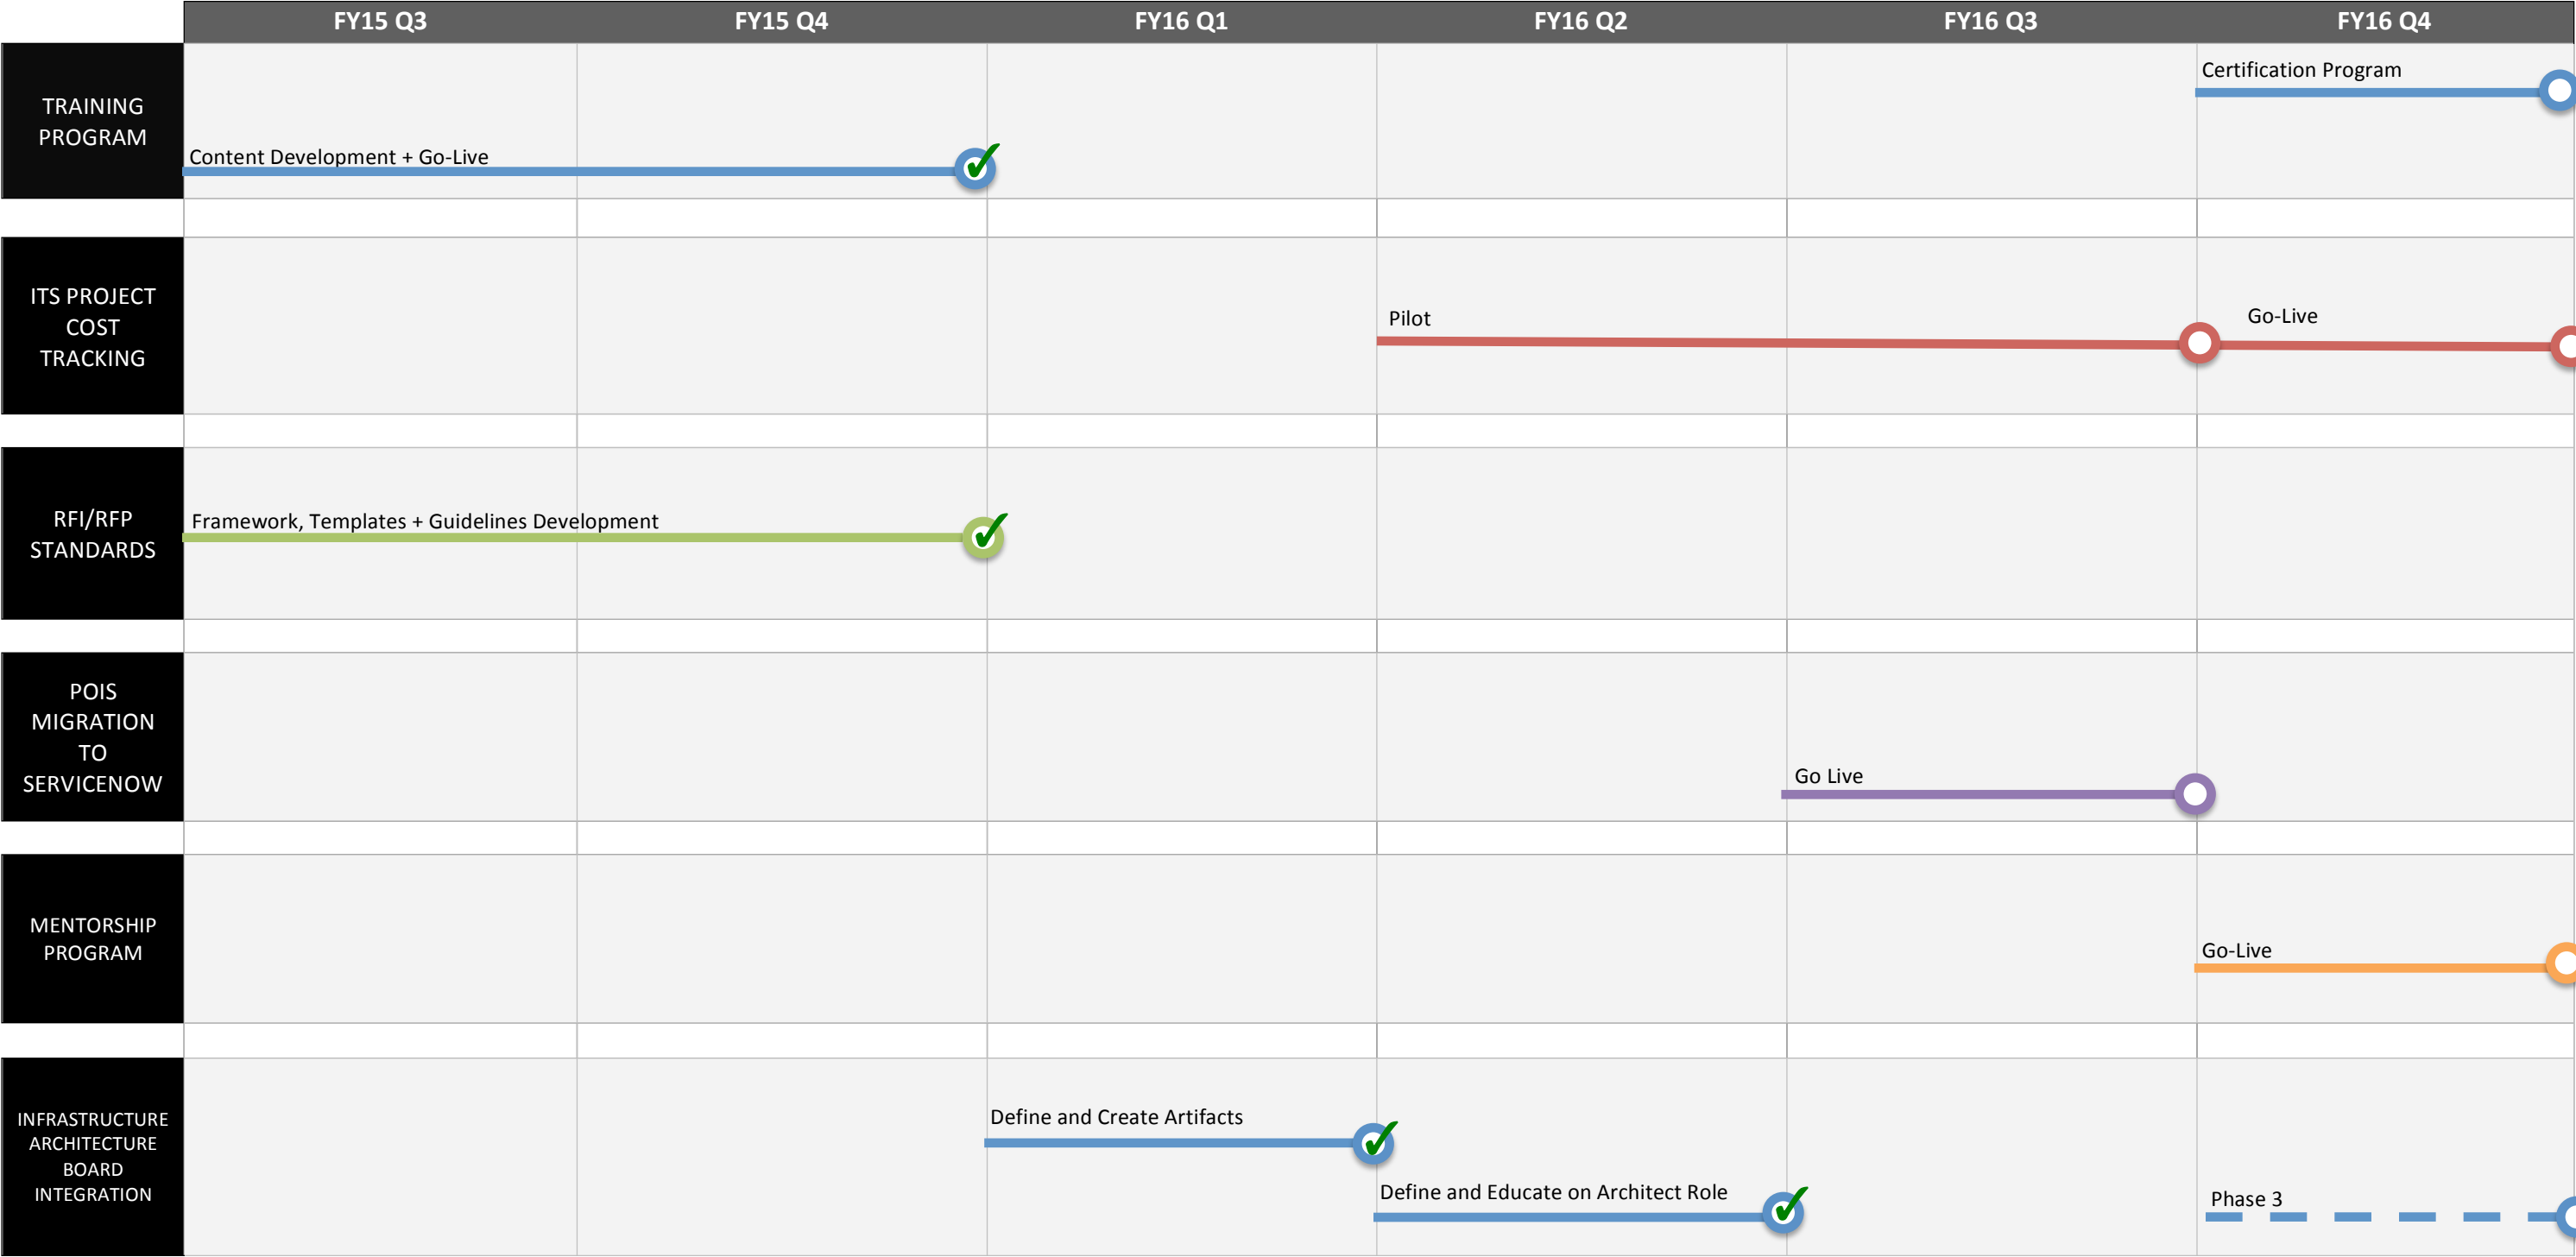 FY15 Q3
FY15 Q4
FY16 Q1
FY16 Q2
FY16 Q3
FY16 Q4
TRAINING
PROGRAM
Certification Program
Content Development + Go-Live
ITS PROJECT
COST
TRACKING
Pilot
Go-Live
RFI/RFP
STANDARDS
Framework, Templates + Guidelines Development
POIS
MIGRATION
TO
SERVICENOW
Go Live
MENTORSHIP
PROGRAM
Go-Live
INFRASTRUCTURE
ARCHITECTURE
BOARD
INTEGRATION
Define and Create Artifacts
Define and Educate on Architect Role
Phase 3